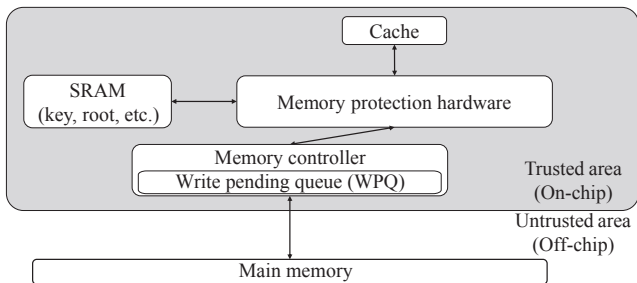 Cache
SRAM
(key, root, etc.)
Memory protection hardware
Memory controller
Write pending queue (WPQ)
Trusted area
(On-chip)
Untrusted area
(Off-chip)
Main memory